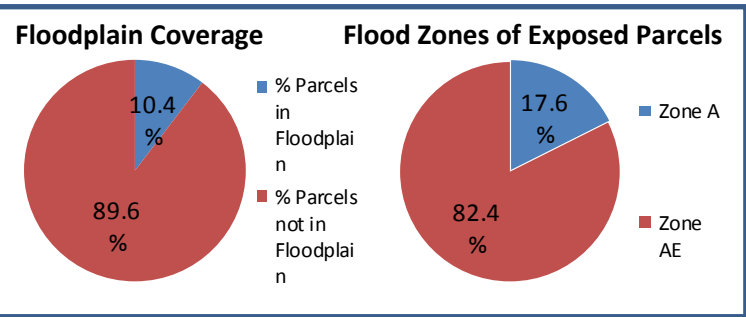 Floodplain Coverage
10.4
%
89.6
%
% Parcels
in
Floodplai
n
% Parcels
not in
Floodplai
n
Flood Zones of Exposed Parcels
17.6
%
82.4
%
Zone A
Zone
AE